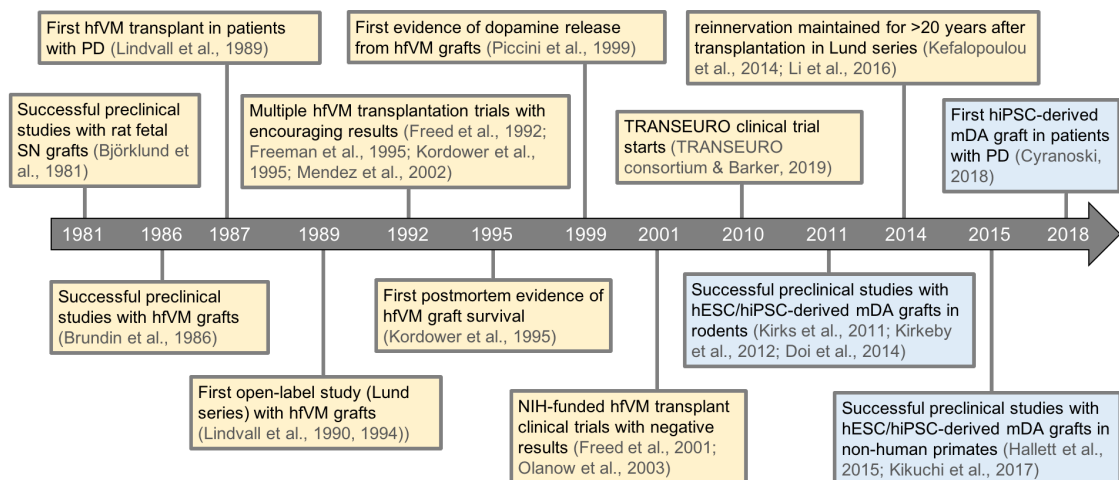 First hfVM transplant in patients
with PD (Lindvall et al., 1989)
First evidence of dopamine release
from hfVM grafts (Piccini et al., 1999)
reinnervation maintained for >20 years after
transplantation in Lund series (Kefalopoulou
et al., 2014; Li et al., 2016)
Successful preclinical
studies with rat fetal
SN grafts (Björklund et
al., 1981)
Multiple hfVM transplantation trials with
encouraging results (Freed et al., 1992;
Freeman et al., 1995; Kordower et al.,
1995; Mendez et al., 2002)
TRANSEURO clinical trial
starts (TRANSEURO
consortium & Barker, 2019)
First hiPSC-derived
mDA graft in patients
with PD (Cyranoski,
2018)
1981 1986 1987 1989 1992 1995 1999 2001 2010 2011 2014 2015 2018
Successful preclinical
studies with hfVM grafts
(Brundin et al., 1986)
First postmortem evidence of
hfVM graft survival
(Kordower et al., 1995)
Successful preclinical studies with
hESC/hiPSC-derived mDA grafts in
rodents (Kirks et al., 2011; Kirkeby
et al., 2012; Doi et al., 2014)
First open-label study (Lund
series) with hfVM grafts
(Lindvall et al., 1990, 1994))
NIH-funded hfVM transplant
clinical trials with negative
results (Freed et al., 2001;
Olanow et al., 2003)
Successful preclinical studies with
hESC/hiPSC-derived mDA grafts in
non-human primates (Hallett et al.,
2015; Kikuchi et al., 2017)